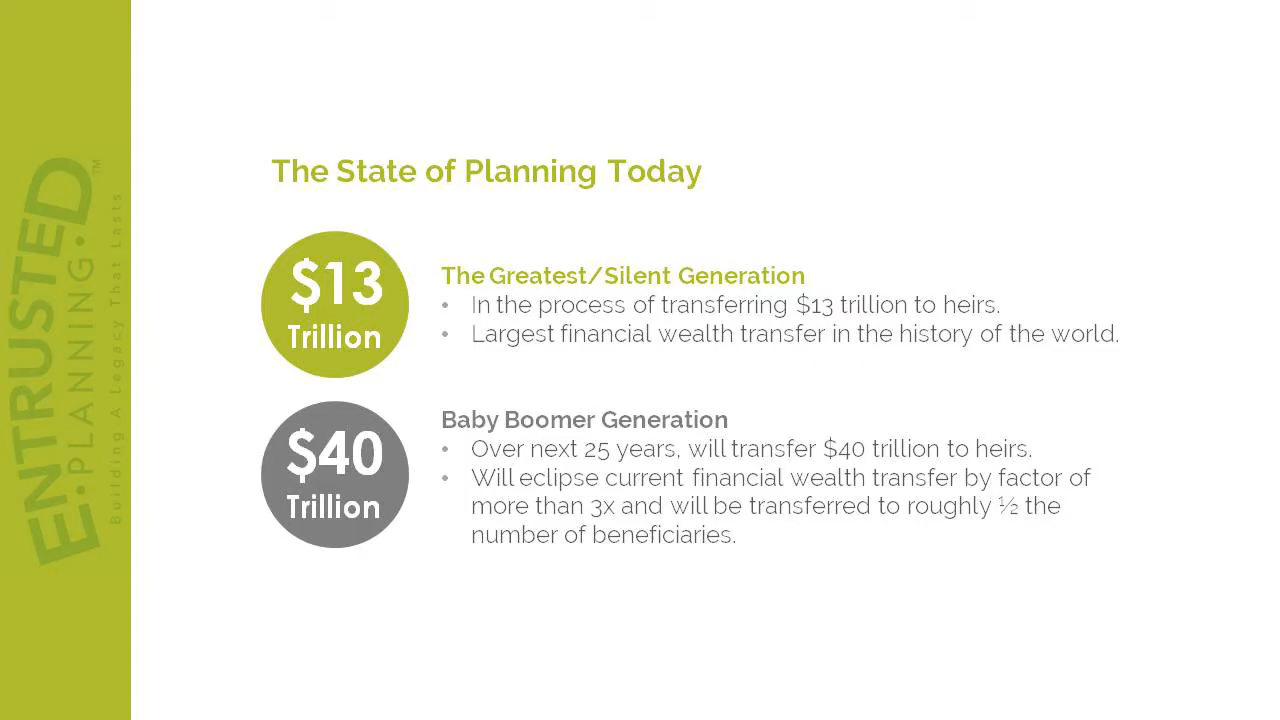 ENTRUSTED
E•PLANNING•
Building A Legacy That Lasts
TM
The State of Planning Today
$13
Trillion
The Greatest/Silent Generation
• In the process of transferring $13 trillion to heirs.
• Largest financial wealth transfer in the history of the world.
$40
Trillion
Baby Boomer Generation
• Over next 25 years, will transfer $40 trillion to heirs.
• Will eclipse current financial wealth transfer by factor of
more than 3x and will be transferred to roughly ½ the
number of beneficiaries.